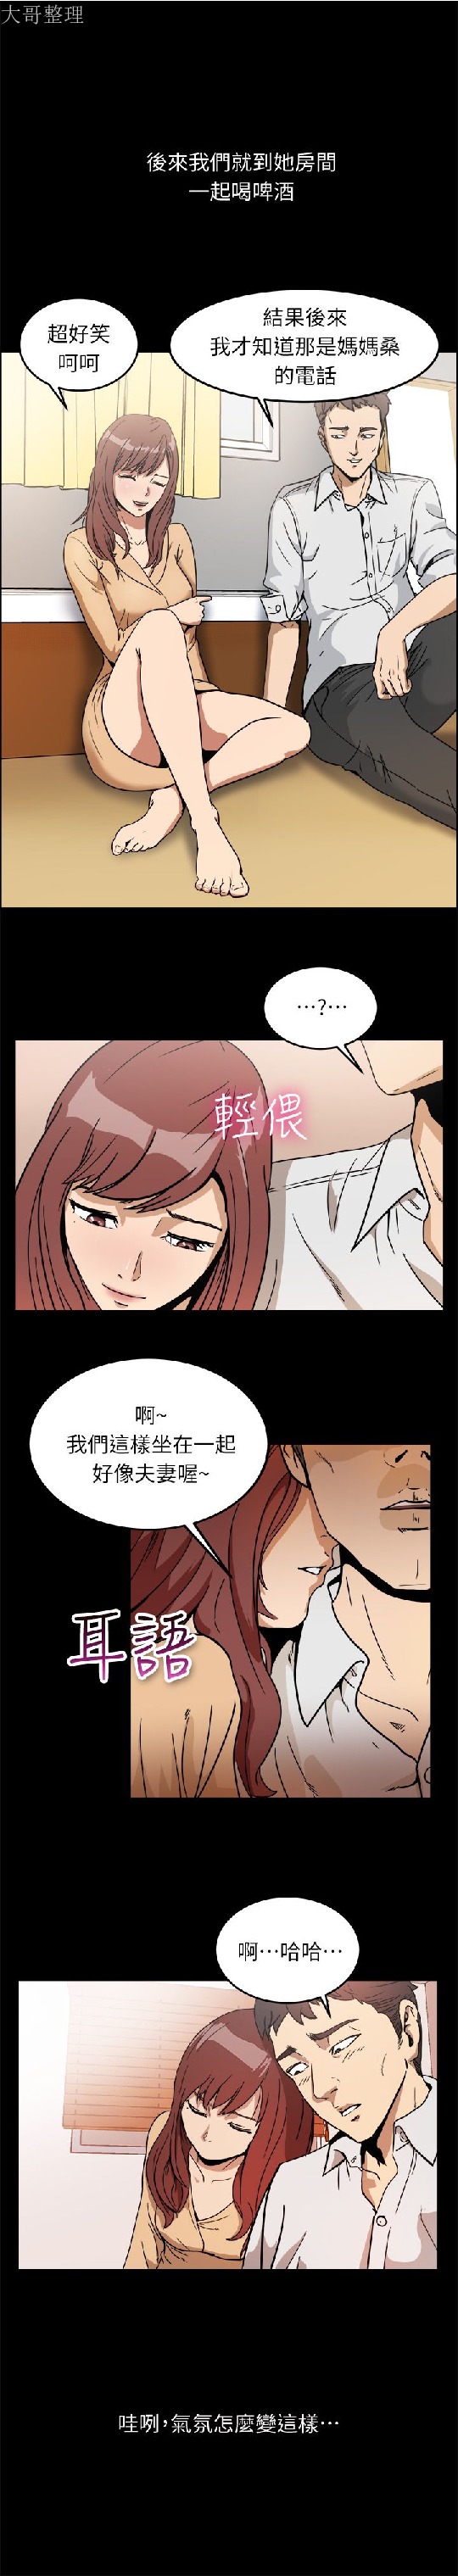 大哥整理
後來我們就到她房間
一起喝啤酒
超好笑
呵呵
結果後來
我才知道那是媽媽桑
的電話
…?…
輕偎
啊~
我們這樣坐在一起
好像夫妻喔~
耳語
啊…哈哈…
哇咧,氣氛怎麼變這樣…